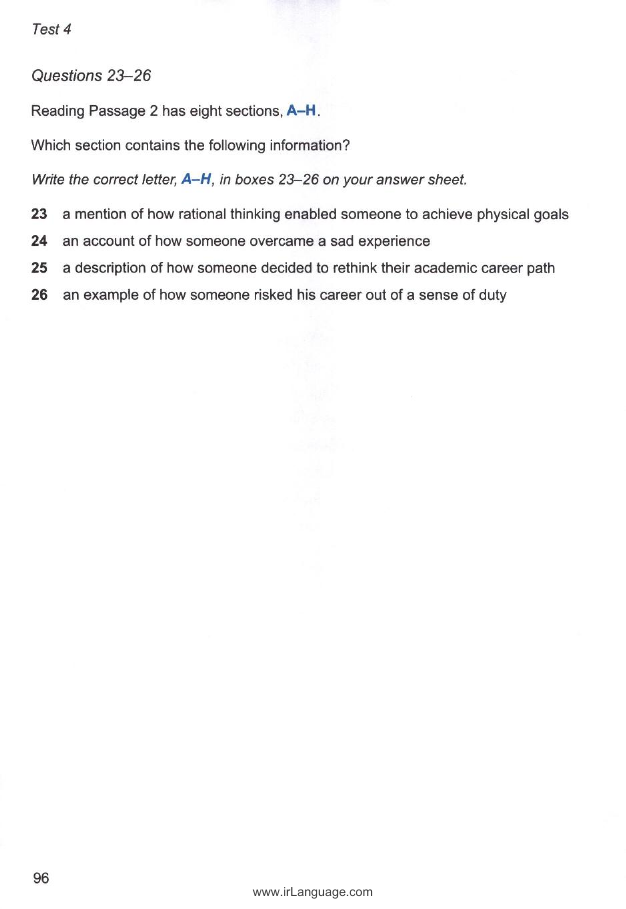 Test 4
Questions 23–26
Reading Passage 2 has eight sections, A–H.
Which section contains the following information?
Write the correct letter, A–H, in boxes 23–26 on your answer sheet.
23 a mention of how rational thinking enabled someone to achieve physical goals
24 an account of how someone overcame a sad experience
25 a description of how someone decided to rethink their academic career path
26 an example of how someone risked his career out of a sense of duty
96
www.irLanguage.com